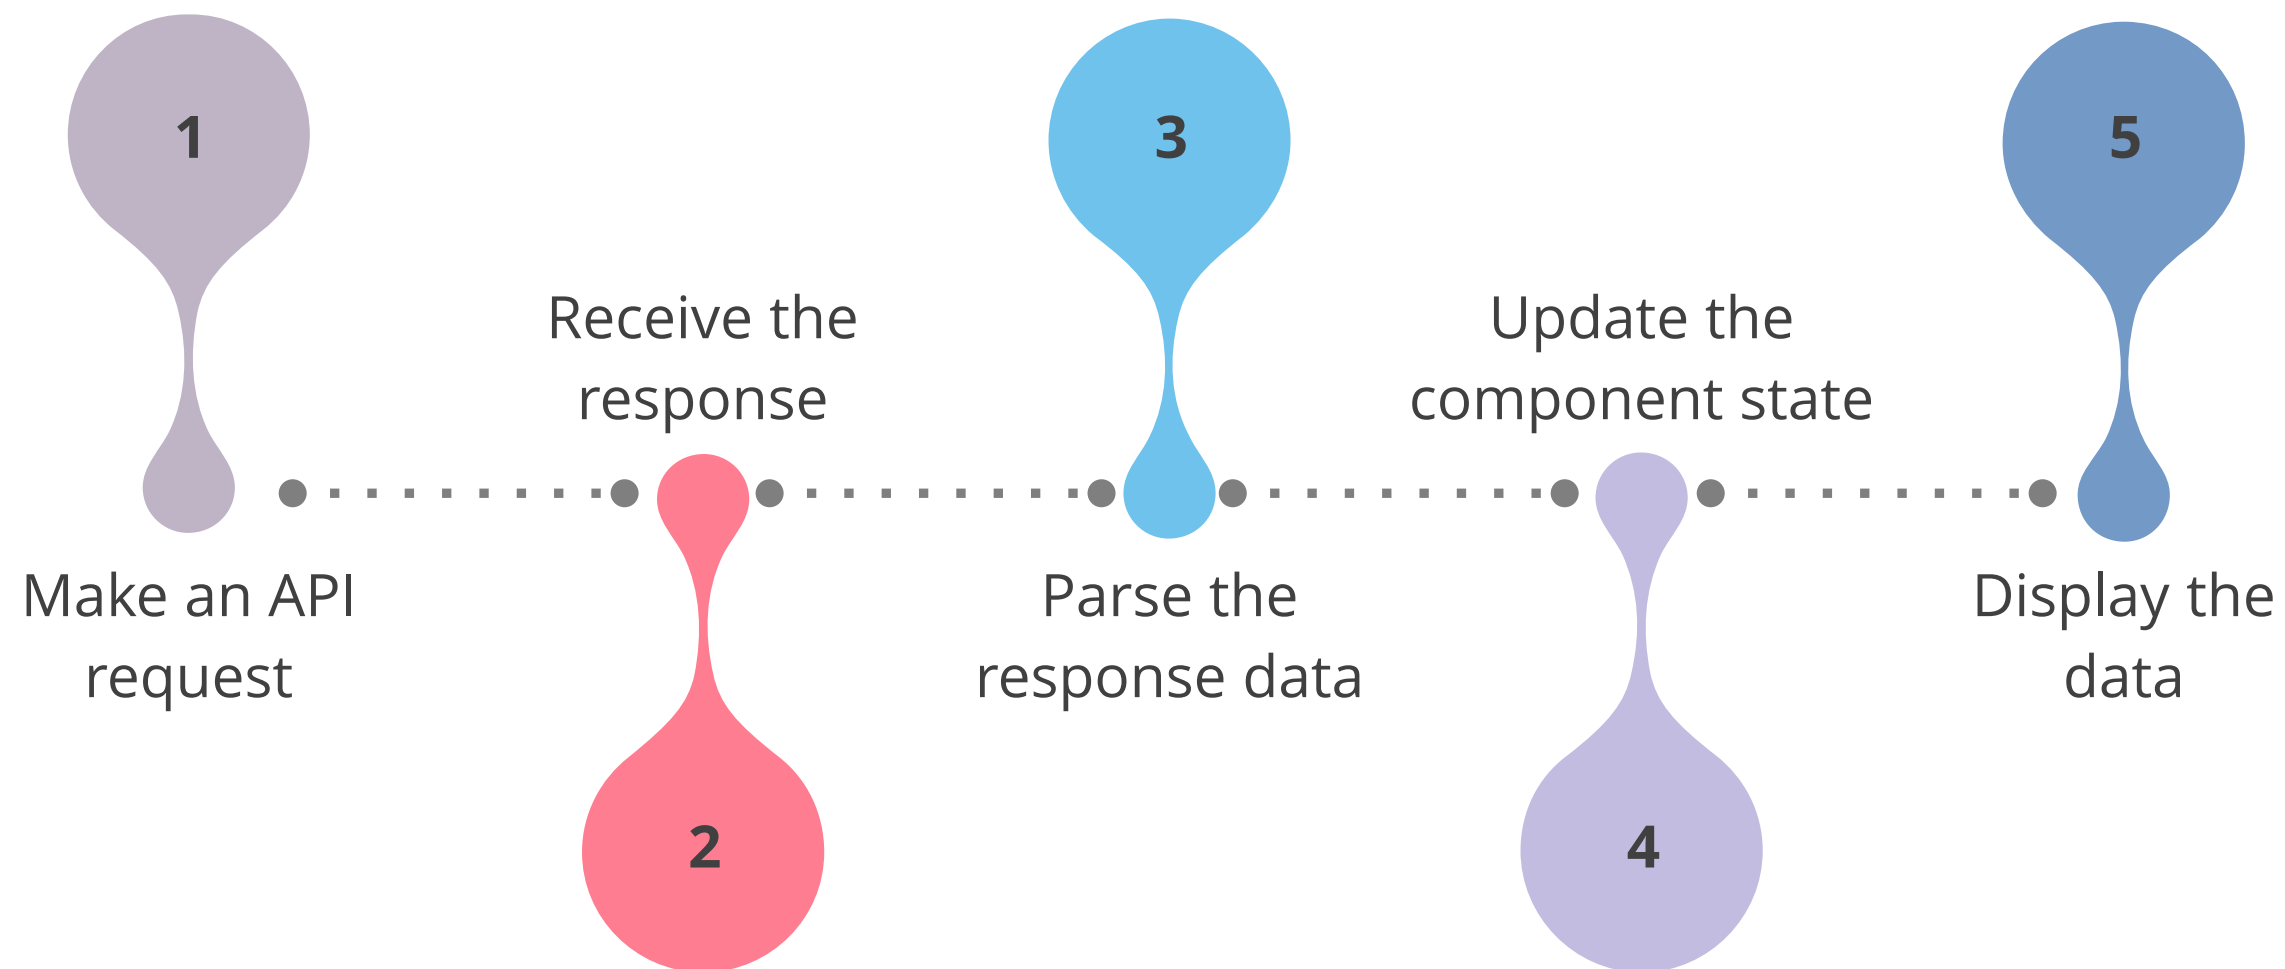 1
Make an API
request
2
Receive the
response
3
Parse the
response data
4
Update the
component state
5
Display the
data